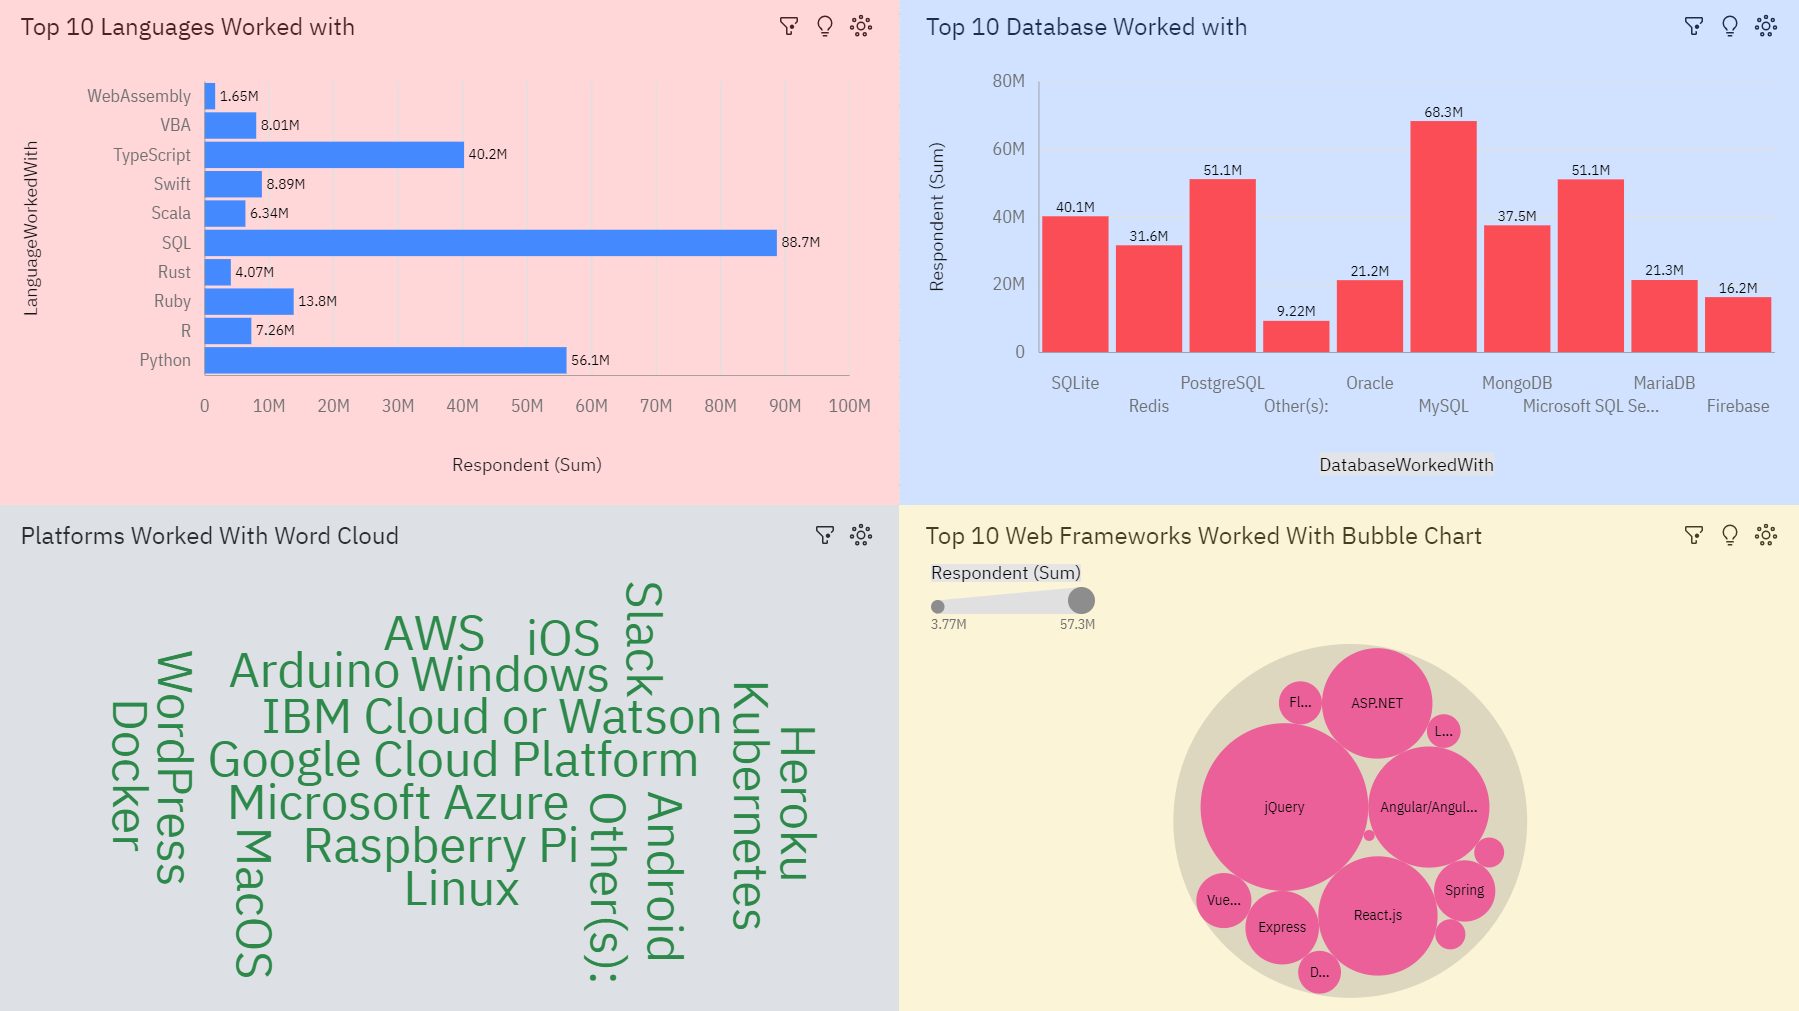 Top 10 Languages Worked with
LanguageWorkedWith
WebAssembly 1.65M
VBA 8.01M
TypeScript 40.2M
Swift 8.89M
Scala 6.34M
SQL 88.7M
Rust 4.07M
Ruby 13.8M
R 7.26M
Python 56.1M
0 10M 20M 30M 40M 50M 60M 70M 80M 90M 100M
Respondent (Sum)
Top 10 Database Worked with
Respondent (Sum)
80M
60M
40M
20M
0
40.1M
31.6M
51.1M
9.22M
21.2M
68.3M
37.5M
51.1M
21.3M
16.2M
SQLite
Redis
PostgreSQL
Other(s):
Oracle
MySQL
MongoDB
Microsoft SQL Se...
MariaDB
Firebase
DatabaseWorkedWith
Platforms Worked With Word Cloud
Slack
AWS
iOS
Arduino
Windows
WordPress
Docker
IBM Cloud or Watson
Google Cloud Platform
Kubernetes
Heroku
Microsoft Azure
Other(s):
Android
MacOS
Raspberry Pi
Linux
Top 10 Web Frameworks Worked With Bubble Chart
Respondent (Sum)
3.77M 57.3M
Fl...
ASP.NET
L...
jQuery
Angular/Angul...
Spring
Vue...
Express
React.js
D...